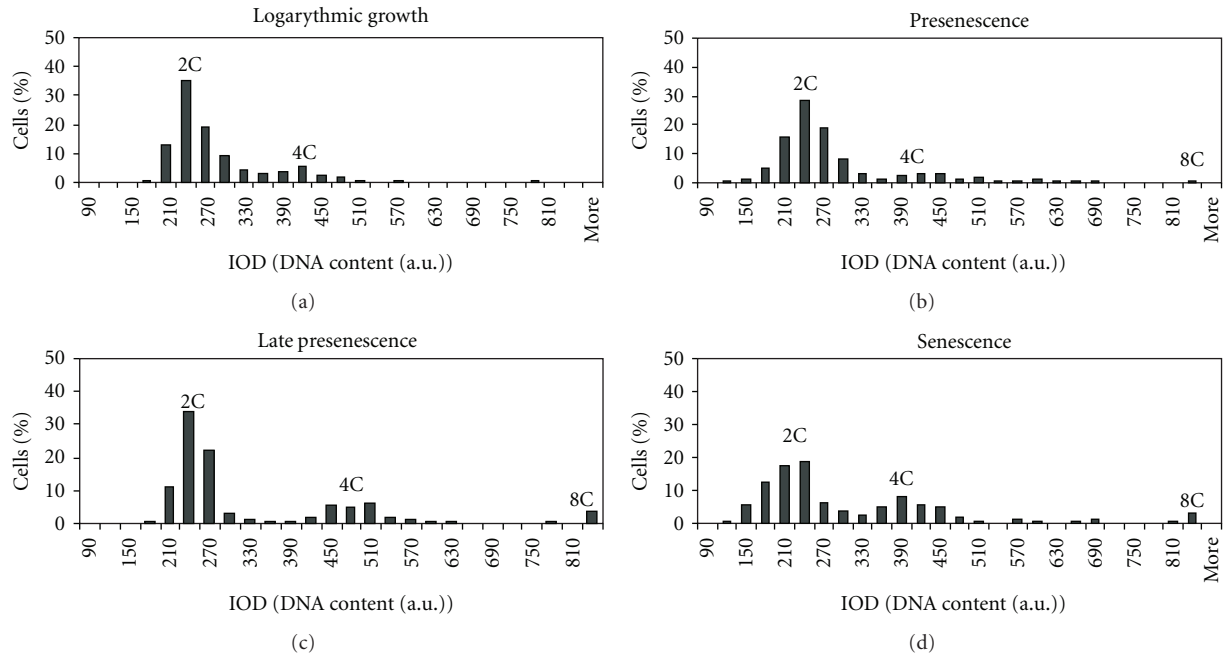 Logarythmic growth
50
40
30
20
10
0
Cells (%)
2C
4C
90
150
210
270
330
390
450
510
570
630
690
750
810
More
IOD (DNA content (a.u.))
(a)
Presenescence
50
40
30
20
10
0
Cells (%)
2C
4C
8C
90
150
210
270
330
390
450
510
570
630
690
750
810
More
IOD (DNA content (a.u.))
(b)
Late presenescence
50
40
30
20
10
0
Cells (%)
2C
4C
8C
90
150
210
270
330
390
450
510
570
630
690
750
810
IOD (DNA content (a.u.))
(c)
Senescence
50
40
30
20
10
0
Cells (%)
2C
4C
8C
90
150
210
270
330
390
450
510
570
630
690
750
810
More
IOD (DNA content (a.u.))
(d)